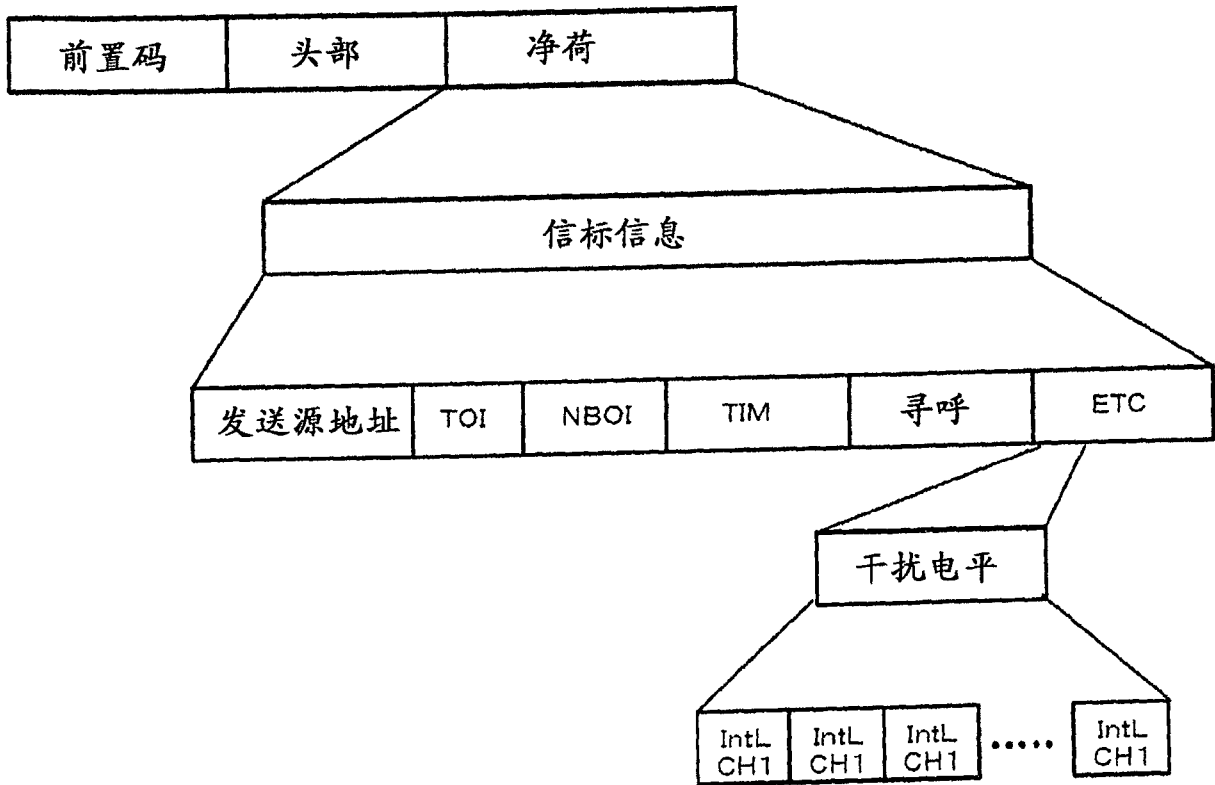 前置码
头部
净荷
信标信息
发送源地址
TOI
NBOI
TIM
寻呼
ETC
干扰电平
IntL
CH1
IntL
CH1
IntL
CH1
.....
IntL
CH1